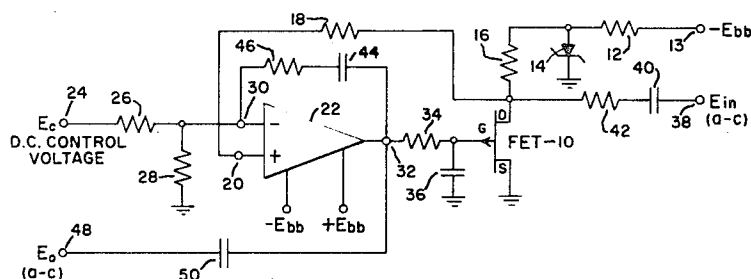 18
46
44
16
14
12
13
-Ebb
40
24
Ec
26
30
22
-
D.C. CONTROL
VOLTAGE
28
+
20
34
32
G
D
S
FET-10
36
42
38
Ein
(a-c)
-Ebb
+Ebb
48
Eo
(a-c)
50